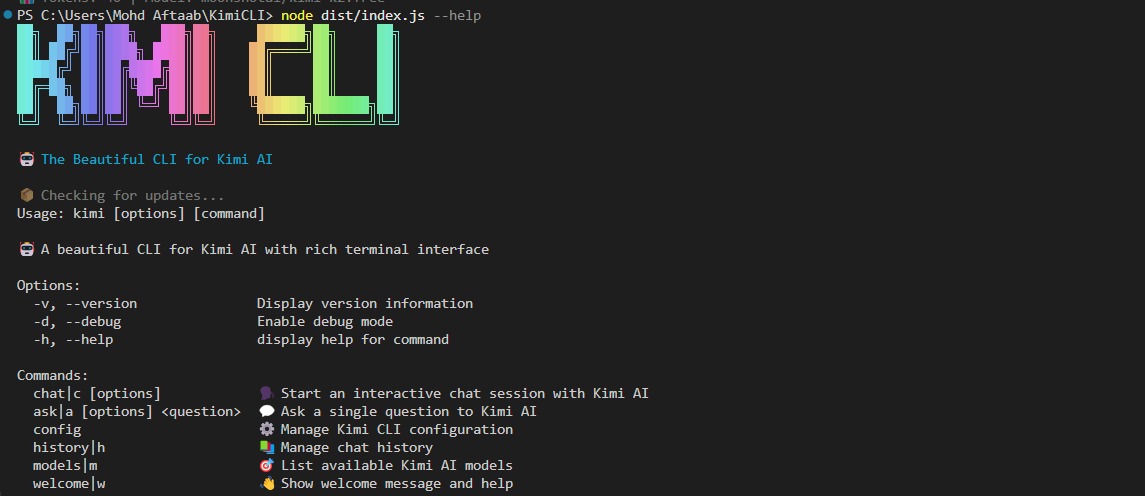 PS C:\Users\Mohd Aftaab\KimiCLI> node dist/index.js --help
KIMI CLI
🤖 The Beautiful CLI for Kimi AI
📦 Checking for updates...
Usage: kimi [options] [command]
🤖 A beautiful CLI for Kimi AI with rich terminal interface
Options:
-v, --version Display version information
-d, --debug Enable debug mode
-h, --help display help for command
Commands:
chat|c [options] 🗣 Start an interactive chat session with Kimi AI
ask|a [options] <question> 💬 Ask a single question to Kimi AI
config ⚙ Manage Kimi CLI configuration
history|h 📚 Manage chat history
models|m 🎯 List available Kimi AI models
welcome|w 👋 Show welcome message and help